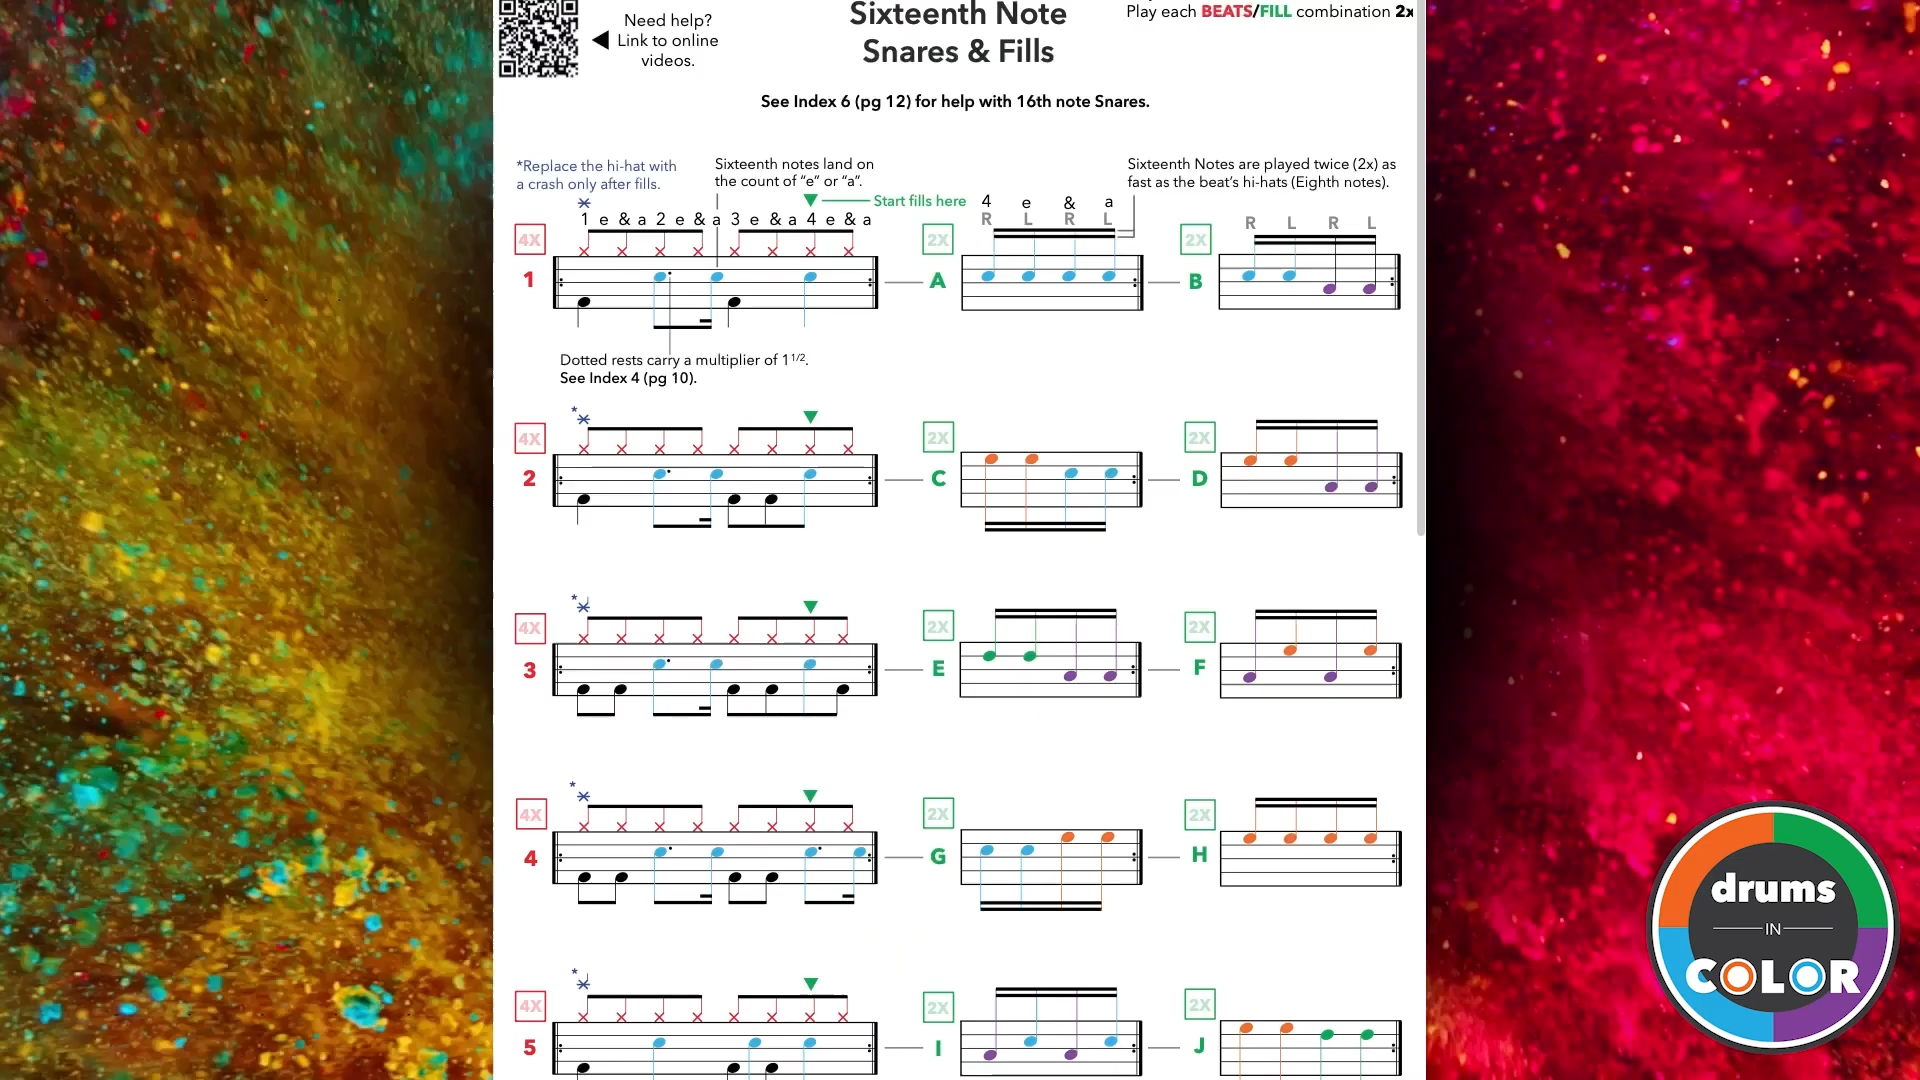 Need help?
Link to online
videos.
Sixteenth Note
Snares & Fills
Play each BEATS/FILL combination 2x
See Index 6 (pg 12) for help with 16th note Snares.
*Replace the hi-hat with
a crash only after fills.
Sixteenth notes land on
the count of “e” or “a”.
Start fills here
Sixteenth Notes are played twice (2x) as
fast as the beat's hi-hats (Eighth notes).
1 e & a 2 e & a 3 e & a 4 e & a
4 e & a
R L R L
R L R L
4X 2X 2X
1 A B
Dotted rests carry a multiplier of 1 1/2.
See Index 4 (pg 10).
*
4X 2X 2X
2 C D
*
4X 2X 2X
3 E F
*
4X 2X 2X
4 G H
*
4X 2X 2X
5 I J
drums
IN
COLOR